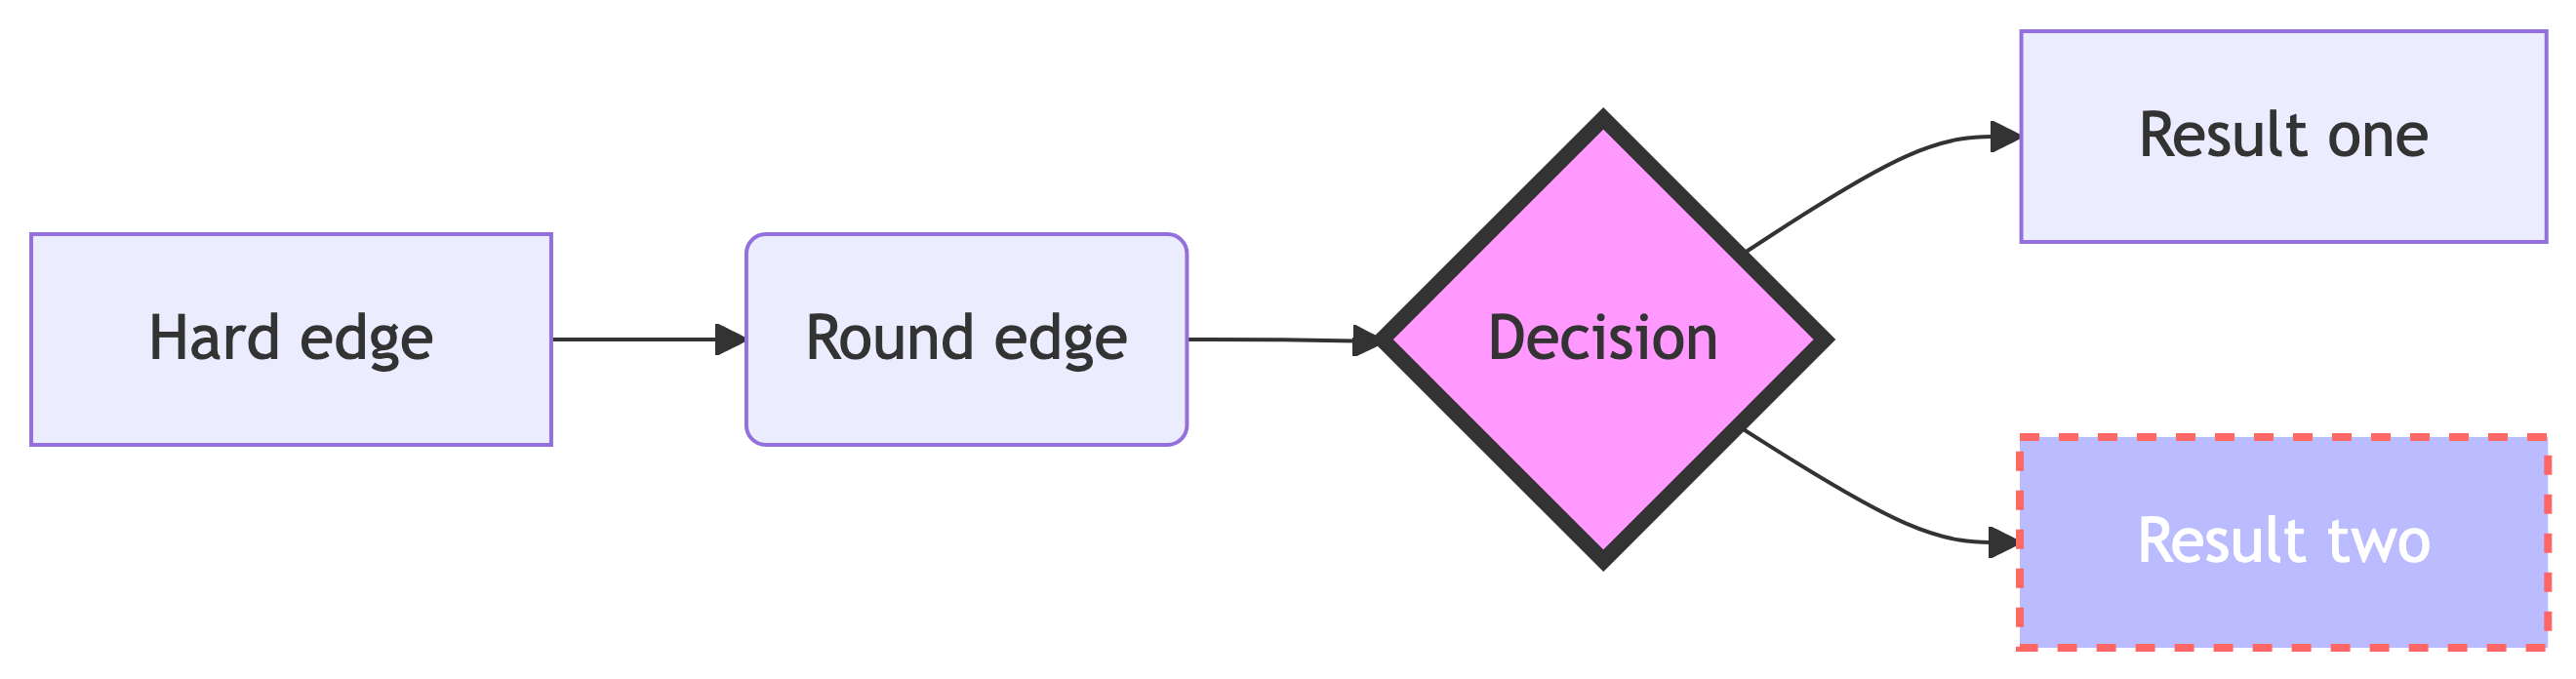 Hard edge
Round edge
Decision
Result one
Result two